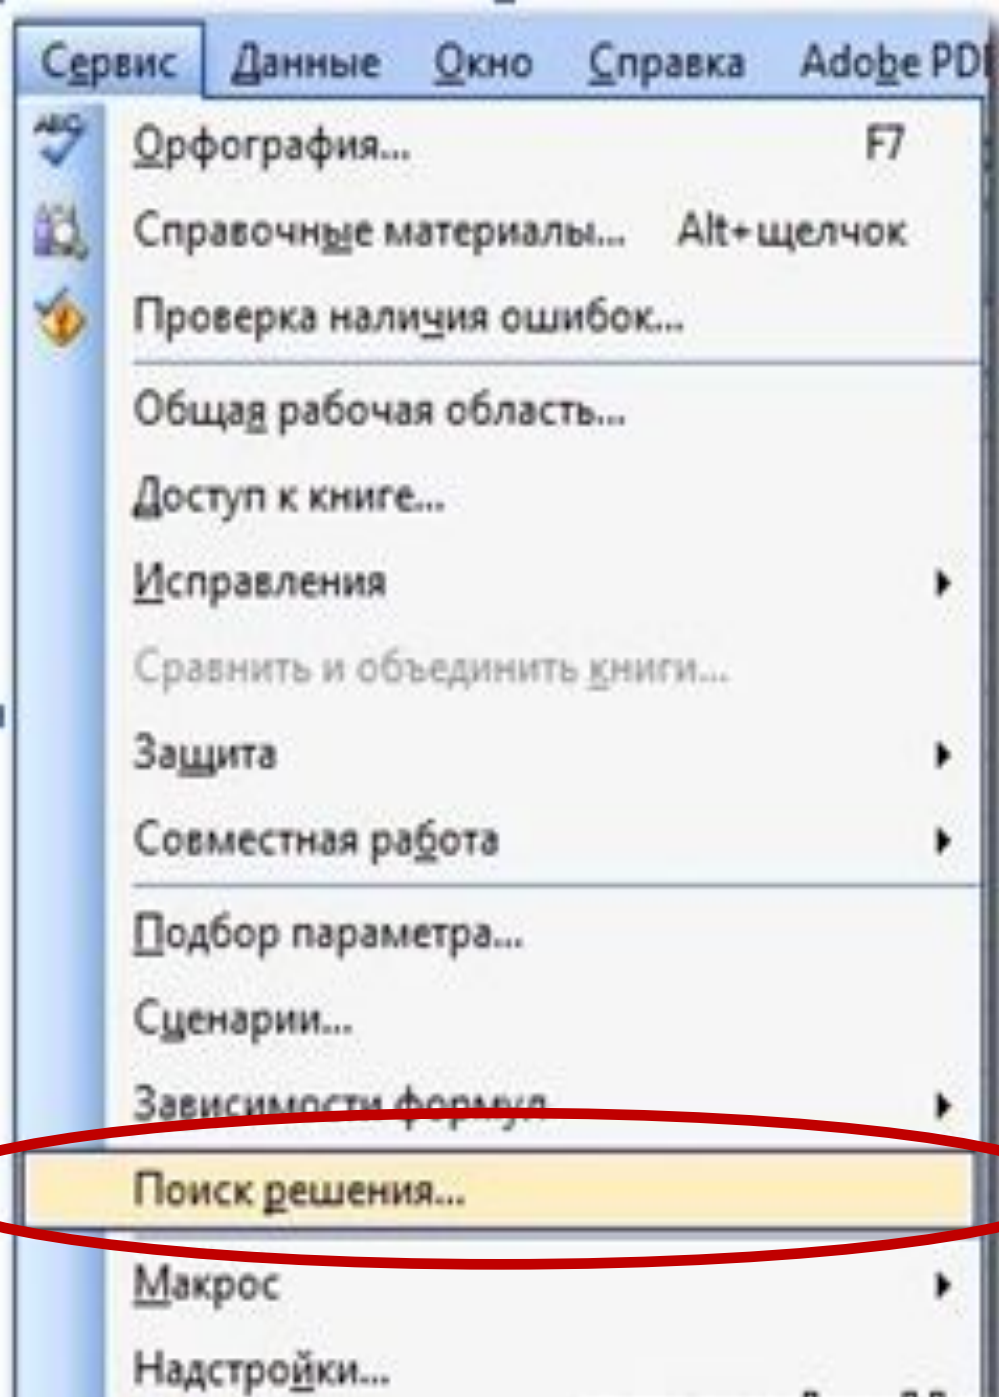 Сервис Данные Окно Справка Adobe PD
Орфография... F7
Справочные материалы... Alt+щелчок
Проверка наличия ошибок...
Общая рабочая область...
Доступ к книге...
Исправления
Сравнить и объединить книги...
Защита
Совместная работа
Подбор параметра...
Сценарии...
Зависимости формул
Поиск решения...
Макрос
Надстройки...